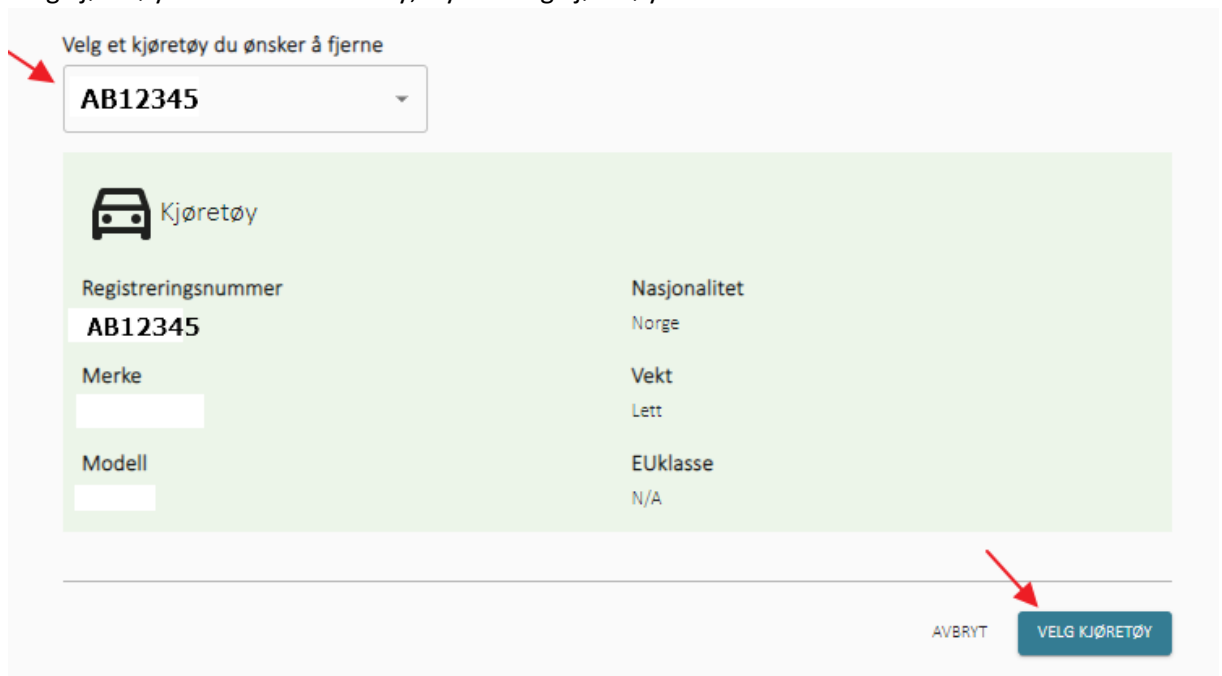 Velg et kjøretøy du ønsker å fjerne
AB12345
Kjøretøy
Registreringsnummer
AB12345
Nasjonalitet
Norge
Merke
Vekt
Lett
Modell
EUklasse
N/A
AVBRYT
VELG KJØRETØY